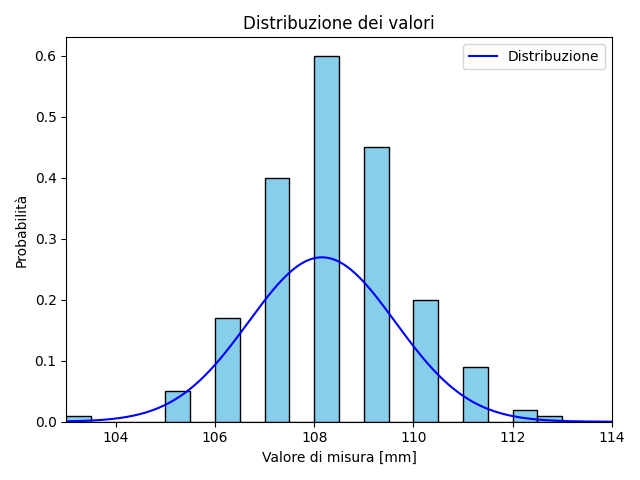 Distribuzione dei valori
Distribuzione
Probabilità
0.6
0.5
0.4
0.3
0.2
0.1
0.0
104 106 108 110 112 114
Valore di misura [mm]